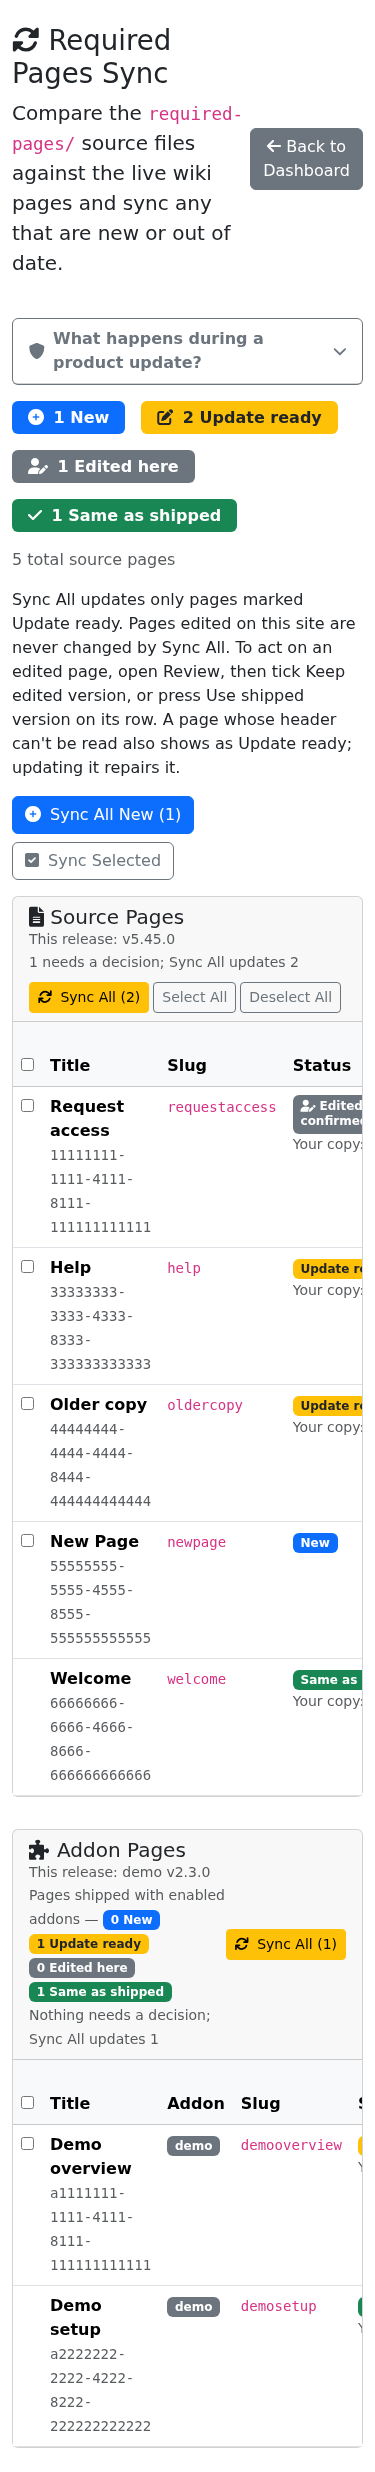 Required
Pages Sync
Compare the required-
pages/ source files
against the live wiki
pages and sync any
that are new or out of
date.
Back to
Dashboard
What happens during a
product update?
1 New
2 Update ready
1 Edited here
1 Same as shipped
5 total source pages
Sync All updates only pages marked
Update ready. Pages edited on this site are
never changed by Sync All. To act on an
edited page, open Review, then tick Keep
edited version, or press Use shipped
version on its row. A page whose header
can't be read also shows as Update ready;
updating it repairs it.
Sync All New (1)
Sync Selected
Source Pages
This release: v5.45.0
1 needs a decision; Sync All updates 2
Sync All (2) Select All Deselect All
Title Slug Status
Request
access
11111111-
1111-4111-
8111-
111111111111
requestaccess
Edited
confirmed
Your copy:
Help
33333333-
3333-4333-
8333-
333333333333
help
Update
Your copy:
Older copy
44444444-
4444-4444-
8444-
444444444444
oldercopy
Update
Your copy:
New Page
55555555-
5555-4555-
8555-
555555555555
newpage
New
Welcome
66666666-
6666-4666-
8666-
666666666666
welcome
Same as
Your copy:
Addon Pages
This release: demo v2.3.0
Pages shipped with enabled
addons — 0 New
1 Update ready
0 Edited here
1 Same as shipped
Nothing needs a decision;
Sync All updates 1
Sync All (1)
Title Addon Slug
Demo
overview
a1111111-
1111-4111-
8111-
111111111111
demo
demooverview
Demo
setup
a2222222-
2222-4222-
8222-
222222222222
demo
demosetup